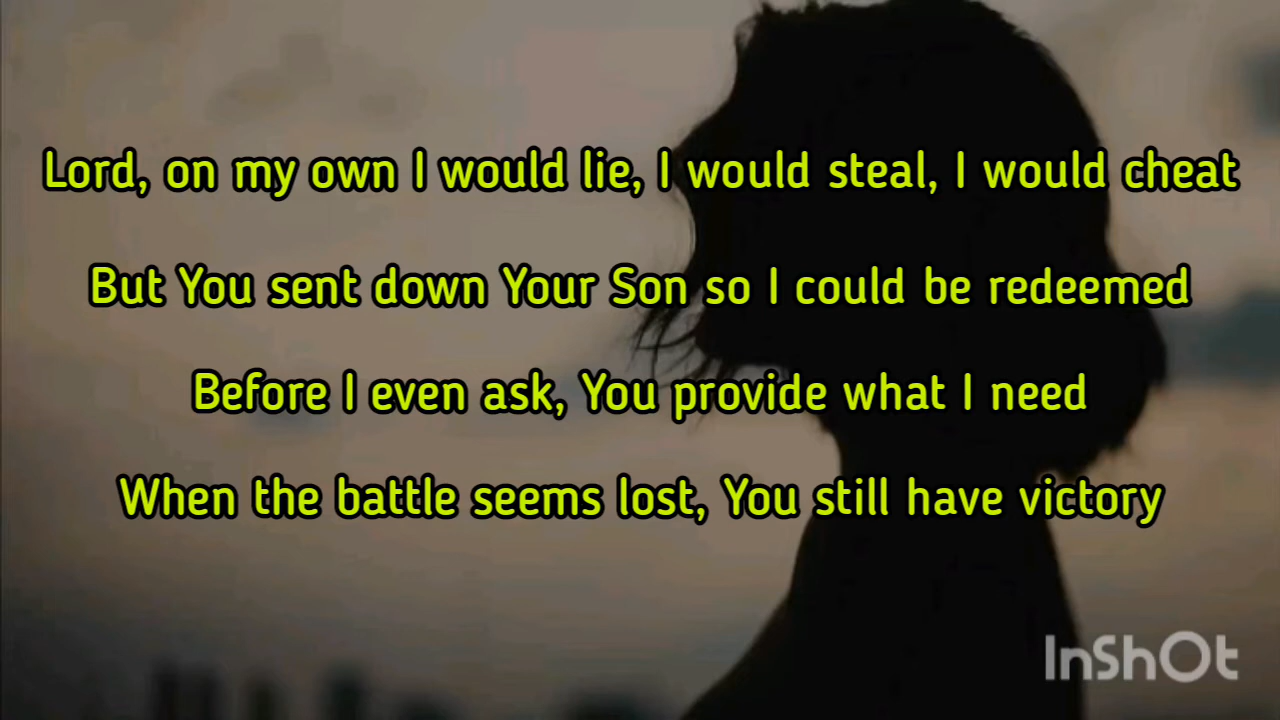 Lord, on my own I would lie, I would steal, I would cheat
But You sent down Your Son so I could be redeemed
Before I even ask, You provide what I need
When the battle seems lost, You still have victory
InShOt